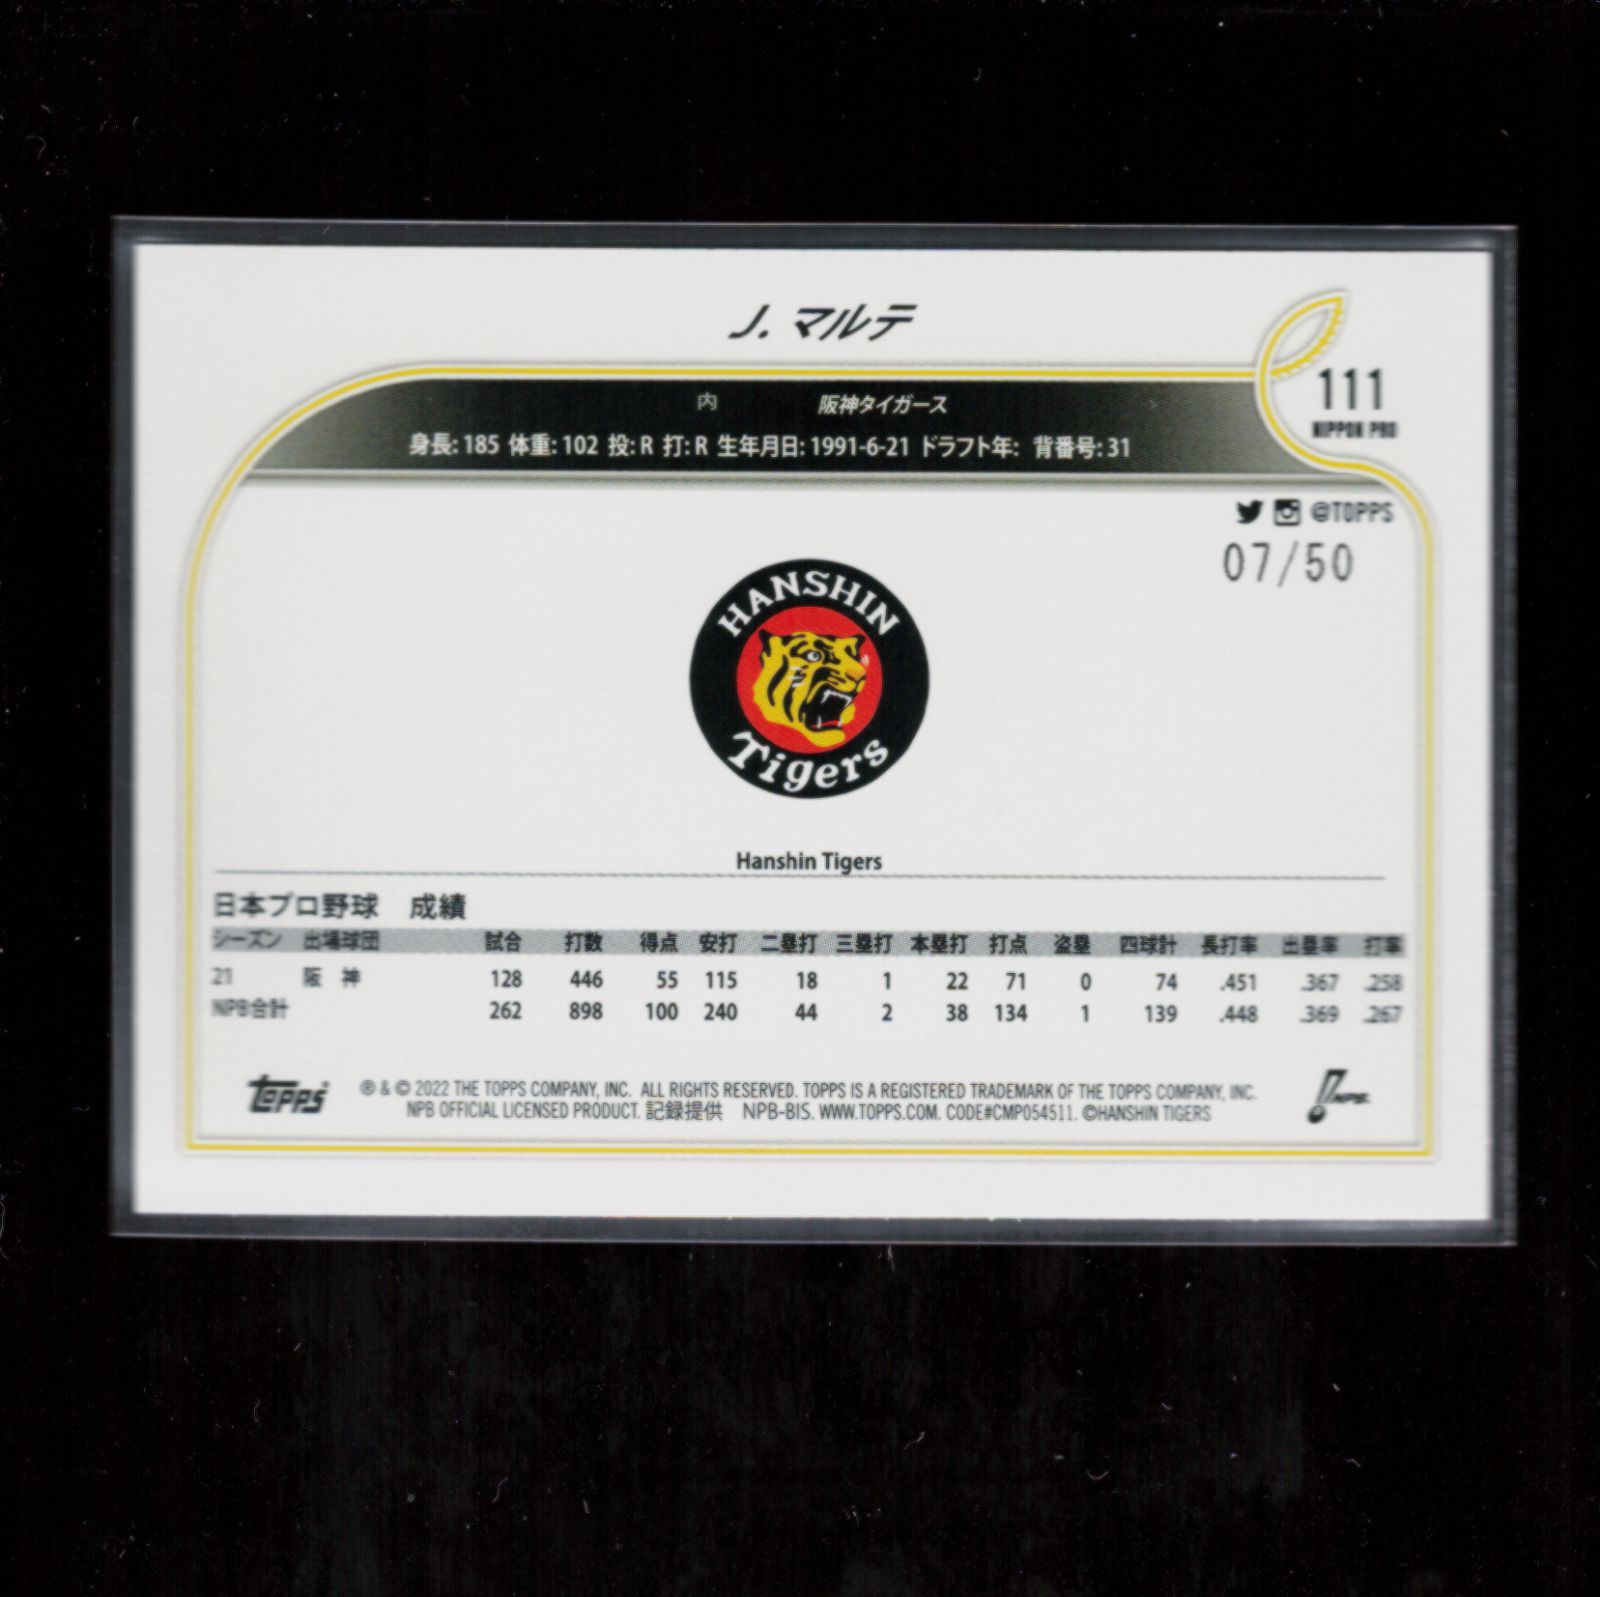 J. マルテ
111
NIPPON PRO
内 阪神タイガース
身長: 185 体重: 102 投: R 打: R 生年月日: 1991-6-21 ドラフト年: 背番号: 31
@TOPPS
07/50
HANSHIN
Tigers
Hanshin Tigers
日本プロ野球 成績
シーズン 出場球団 試合 打数 得点 安打 二塁打 三塁打 本塁打 打点 盗塁 四球計 長打率 出塁率 打率
21 阪 神 128 446 55 115 18 1 22 71 0 74 .451 .367 .258
NPB合計 262 898 100 240 44 2 38 134 1 139 .448 .369 .267
topps
® & © 2022 THE TOPPS COMPANY, INC. ALL RIGHTS RESERVED. TOPPS IS A REGISTERED TRADEMARK OF THE TOPPS COMPANY, INC.
NPB OFFICIAL LICENSED PRODUCT. 記録提供 NPB-BIS. WWW.TOPPS.COM. CODE#CMP054511. ©HANSHIN TIGERS
NPB.